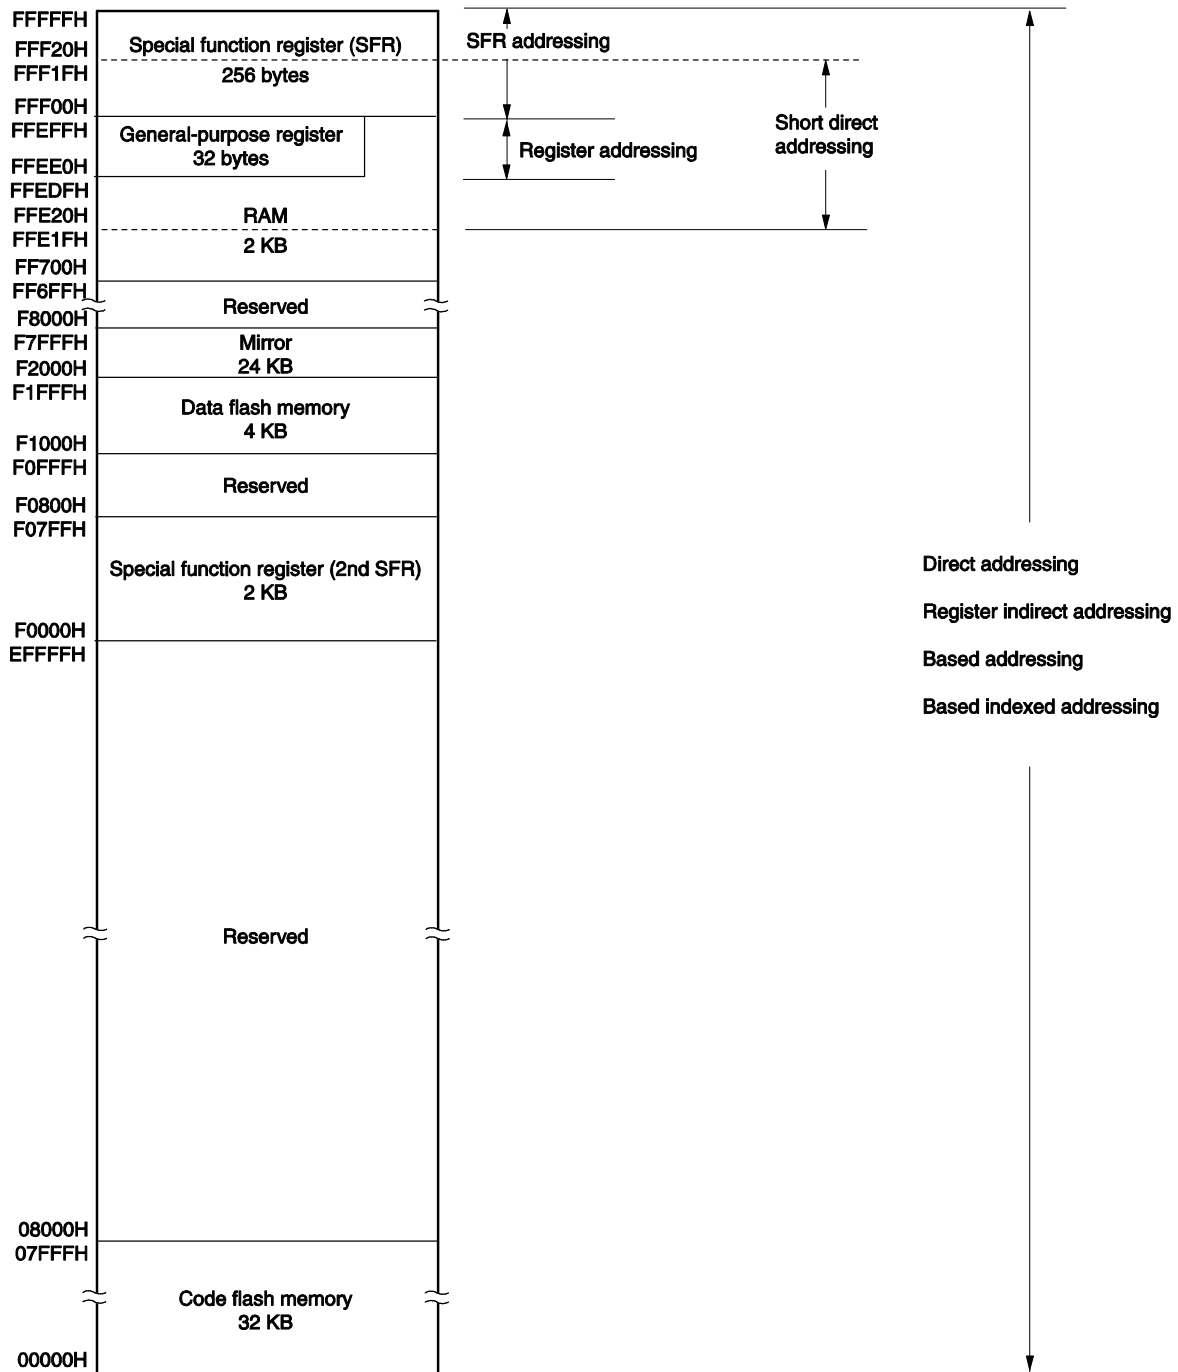 FFFFFH
FFF20H
FFF1FH
FFF00H
FFEFFH
FFEE0H
FFEDFH
FFE20H
FFE1FH
FF700H
FF6FFH
F8000H
F7FFFH
F2000H
F1FFFH
F1000H
F0FFFH
F0800H
F07FFH
F0000H
EFFFFH
08000H
07FFFH
00000H
Special function register (SFR)
256 bytes
General-purpose register
32 bytes
RAM
2 KB
Reserved
Mirror
24 KB
Data flash memory
4 KB
Reserved
Special function register (2nd SFR)
2 KB
Reserved
Code flash memory
32 KB
SFR addressing
Register addressing
Short direct
addressing
Direct addressing
Register indirect addressing
Based addressing
Based indexed addressing